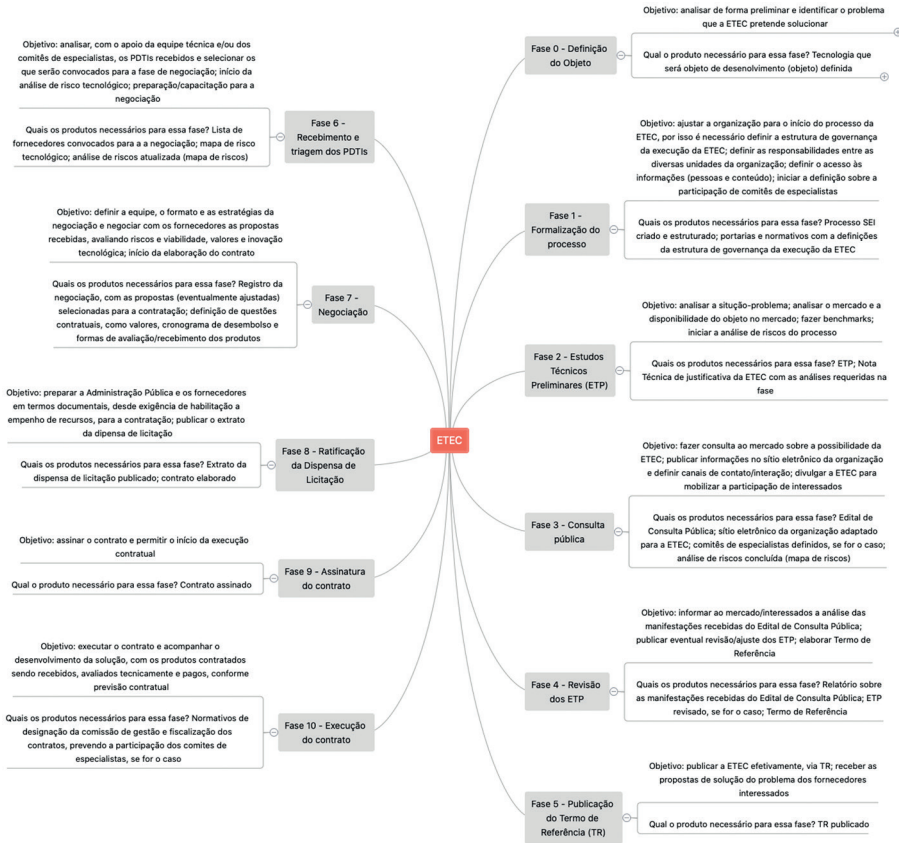 ETEC
Fase 0 - Definição
do Objeto
Objetivo: analisar de forma preliminar e identificar o problema
que a ETEC pretende solucionar
Qual o produto necessário para essa fase? Tecnologia que
será objeto de desenolvimento (objeto) definida
Fase 1 -
Formalização do
processo
Objetivo: ajustar a organização para o início do processo da
ETEC, por isso é necessário definir a estrutura de governança
da execução da ETEC; definir as responsabilidades entre as
diversas unidades da organização; definir o acesso às
informações (pessoas e conteúdo); iniciar a definição sobre a
participação de comitês de especialistas
Quais os produtos necessários para essa fase? Processo SEI
criado e estruturado; portarias e normativos com a definições
da estrutura de governança da execução da ETEC
Fase 2 - Estudos
Técnicos
Preliminares (ETP)
Objetivo: analisar a situção-problema; analisar o mercado e a
disponibilidade do objeto no mercado; fazer benchmarks;
iniciar a análise de riscos do processo
Quais os produtos necessários para essa fase? ETP; Nota
Técnica de justificativa da ETEC com as análises requeridas na
fase
Fase 3 - Consulta
pública
Objetivo: fazer consulta ao mercado sobre a possibilidade da
ETEC; publicar informações no sítio eletrônico da organização
e definir canais de contato/interação; divulgar a ETEC para
mobilizar a participação de interessados
Quais os produtos necessários para essa fase? Edital de
Consulta Pública; sítio eletrônico da organização adaptado
para a ETEC; comitês de especialistas definidos, se for o caso;
análise de riscos concluída (mapa de riscos)
Fase 4 - Revisão
dos ETP
Objetivo: informar ao mercado/interessados a análise das
manifestações recebidas do Edital de Consulta Pública;
publicar eventual revisão/ajuste dos ETP; elaborar Termo de
Referência
Quais os produtos necessários para essa fase? Relatório sobre
as manifestações recebidas do Edital de Consulta Pública; ETP
revisado, se for o caso; Termo de Referência
Fase 5 - Publicação
do Termo de
Referência (TR)
Objetivo: publicar a ETEC efetivamente, via TR; receber as
propostas de solução do problema dos fornecedores
interessados
Qual o produto necessário para essa fase? TR publicado
Fase 6 -
Recebimento e
triagem dos PDTIs
Objetivo: analisar, com o apoio da equipe técnica e/ou dos
comitês de especialistas, os PDTIs recebidos e selecionar os
que serão convocados para a fase de negociação; início da
análise de risco tecnológico; preparação/capacitação para a
negociação
Quais os produtos necessários para essa fase? Lista de
fornecedores convocados para a a negociação; mapa de risco
tecnológico; análise de riscos atualizada (mapa de riscos)
Fase 7 -
Negociação
Objetivo: definir a equipe, o formato e as estratégias da
negociação e negociar com os fornecedores as propostas
recebidas, avaliando riscos e viabilidade, valores e inovação
tecnológica; início da elaboração do contrato
Quais os produtos necessários para essa fase? Registro da
negociação, com as propostas (eventualmente ajustadas)
selecionadas para a contratação; definição de questões
contratuais, como valores, cronograma de desembolso e
formas de avaliação/recebimento dos produtos
Fase 8 - Ratificação
da Dispensa de
Licitação
Objetivo: preparar a Administração Pública e os fornecedores
em termos documentais, desde exigência de habilitação a
empenho de recursos, para a contratação; publicar o extrato
da dipensa de licitação
Quais os produtos necessários para essa fase? Extrato da
dispensa de licitação publicado; contrato elaborado
Fase 9 - Assinatura
do contrato
Objetivo: assinar o contrato e permitir o início da execução
contratual
Qual o produto necessário para essa fase? Contrato assinado
Fase 10 - Execução
do contrato
Objetivo: executar o contrato e acompanhar o
desenvolvimento da solução, com os produtos contratados
sendo recebidos, avaliados tecnicamente e pagos, conforme
previsão contratual
Quais os produtos necessários para essa fase? Normativos de
designação da comissão de gestão e fiscalização dos
contratos, prevendo a participação dos comites de
especialistas, se for o caso